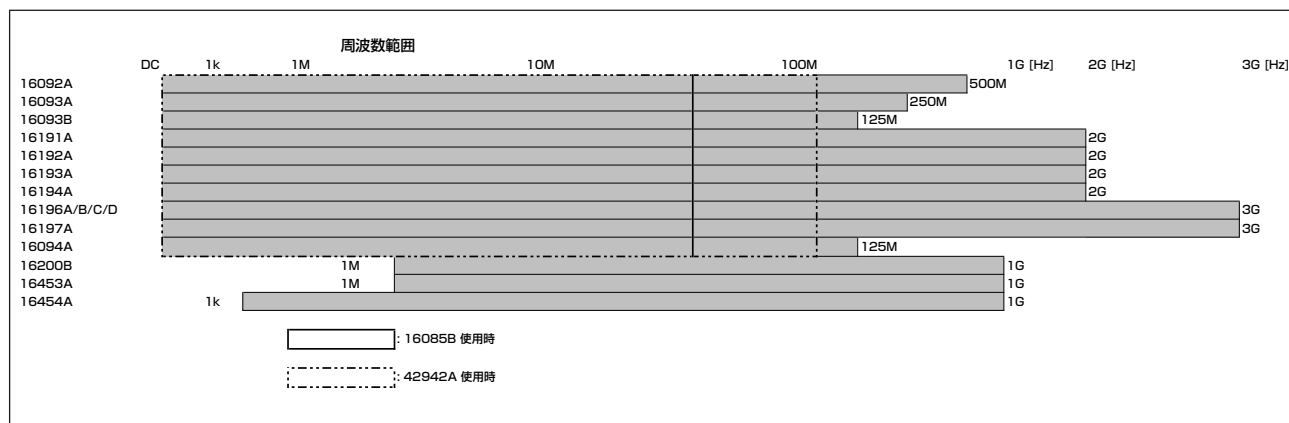 周波数範囲
DC 1k 1M 10M 100M 1G [Hz] 2G [Hz] 3G [Hz]
16092A 500M
16093A 250M
16093B 125M
16191A 2G
16192A 2G
16193A 2G
16194A 2G
16196A/B/C/D 3G
16197A 3G
16094A 125M
16200B 1M 1G
16453A 1M 1G
16454A 1k 1G
: 16085B 使用時
: 42942A 使用時